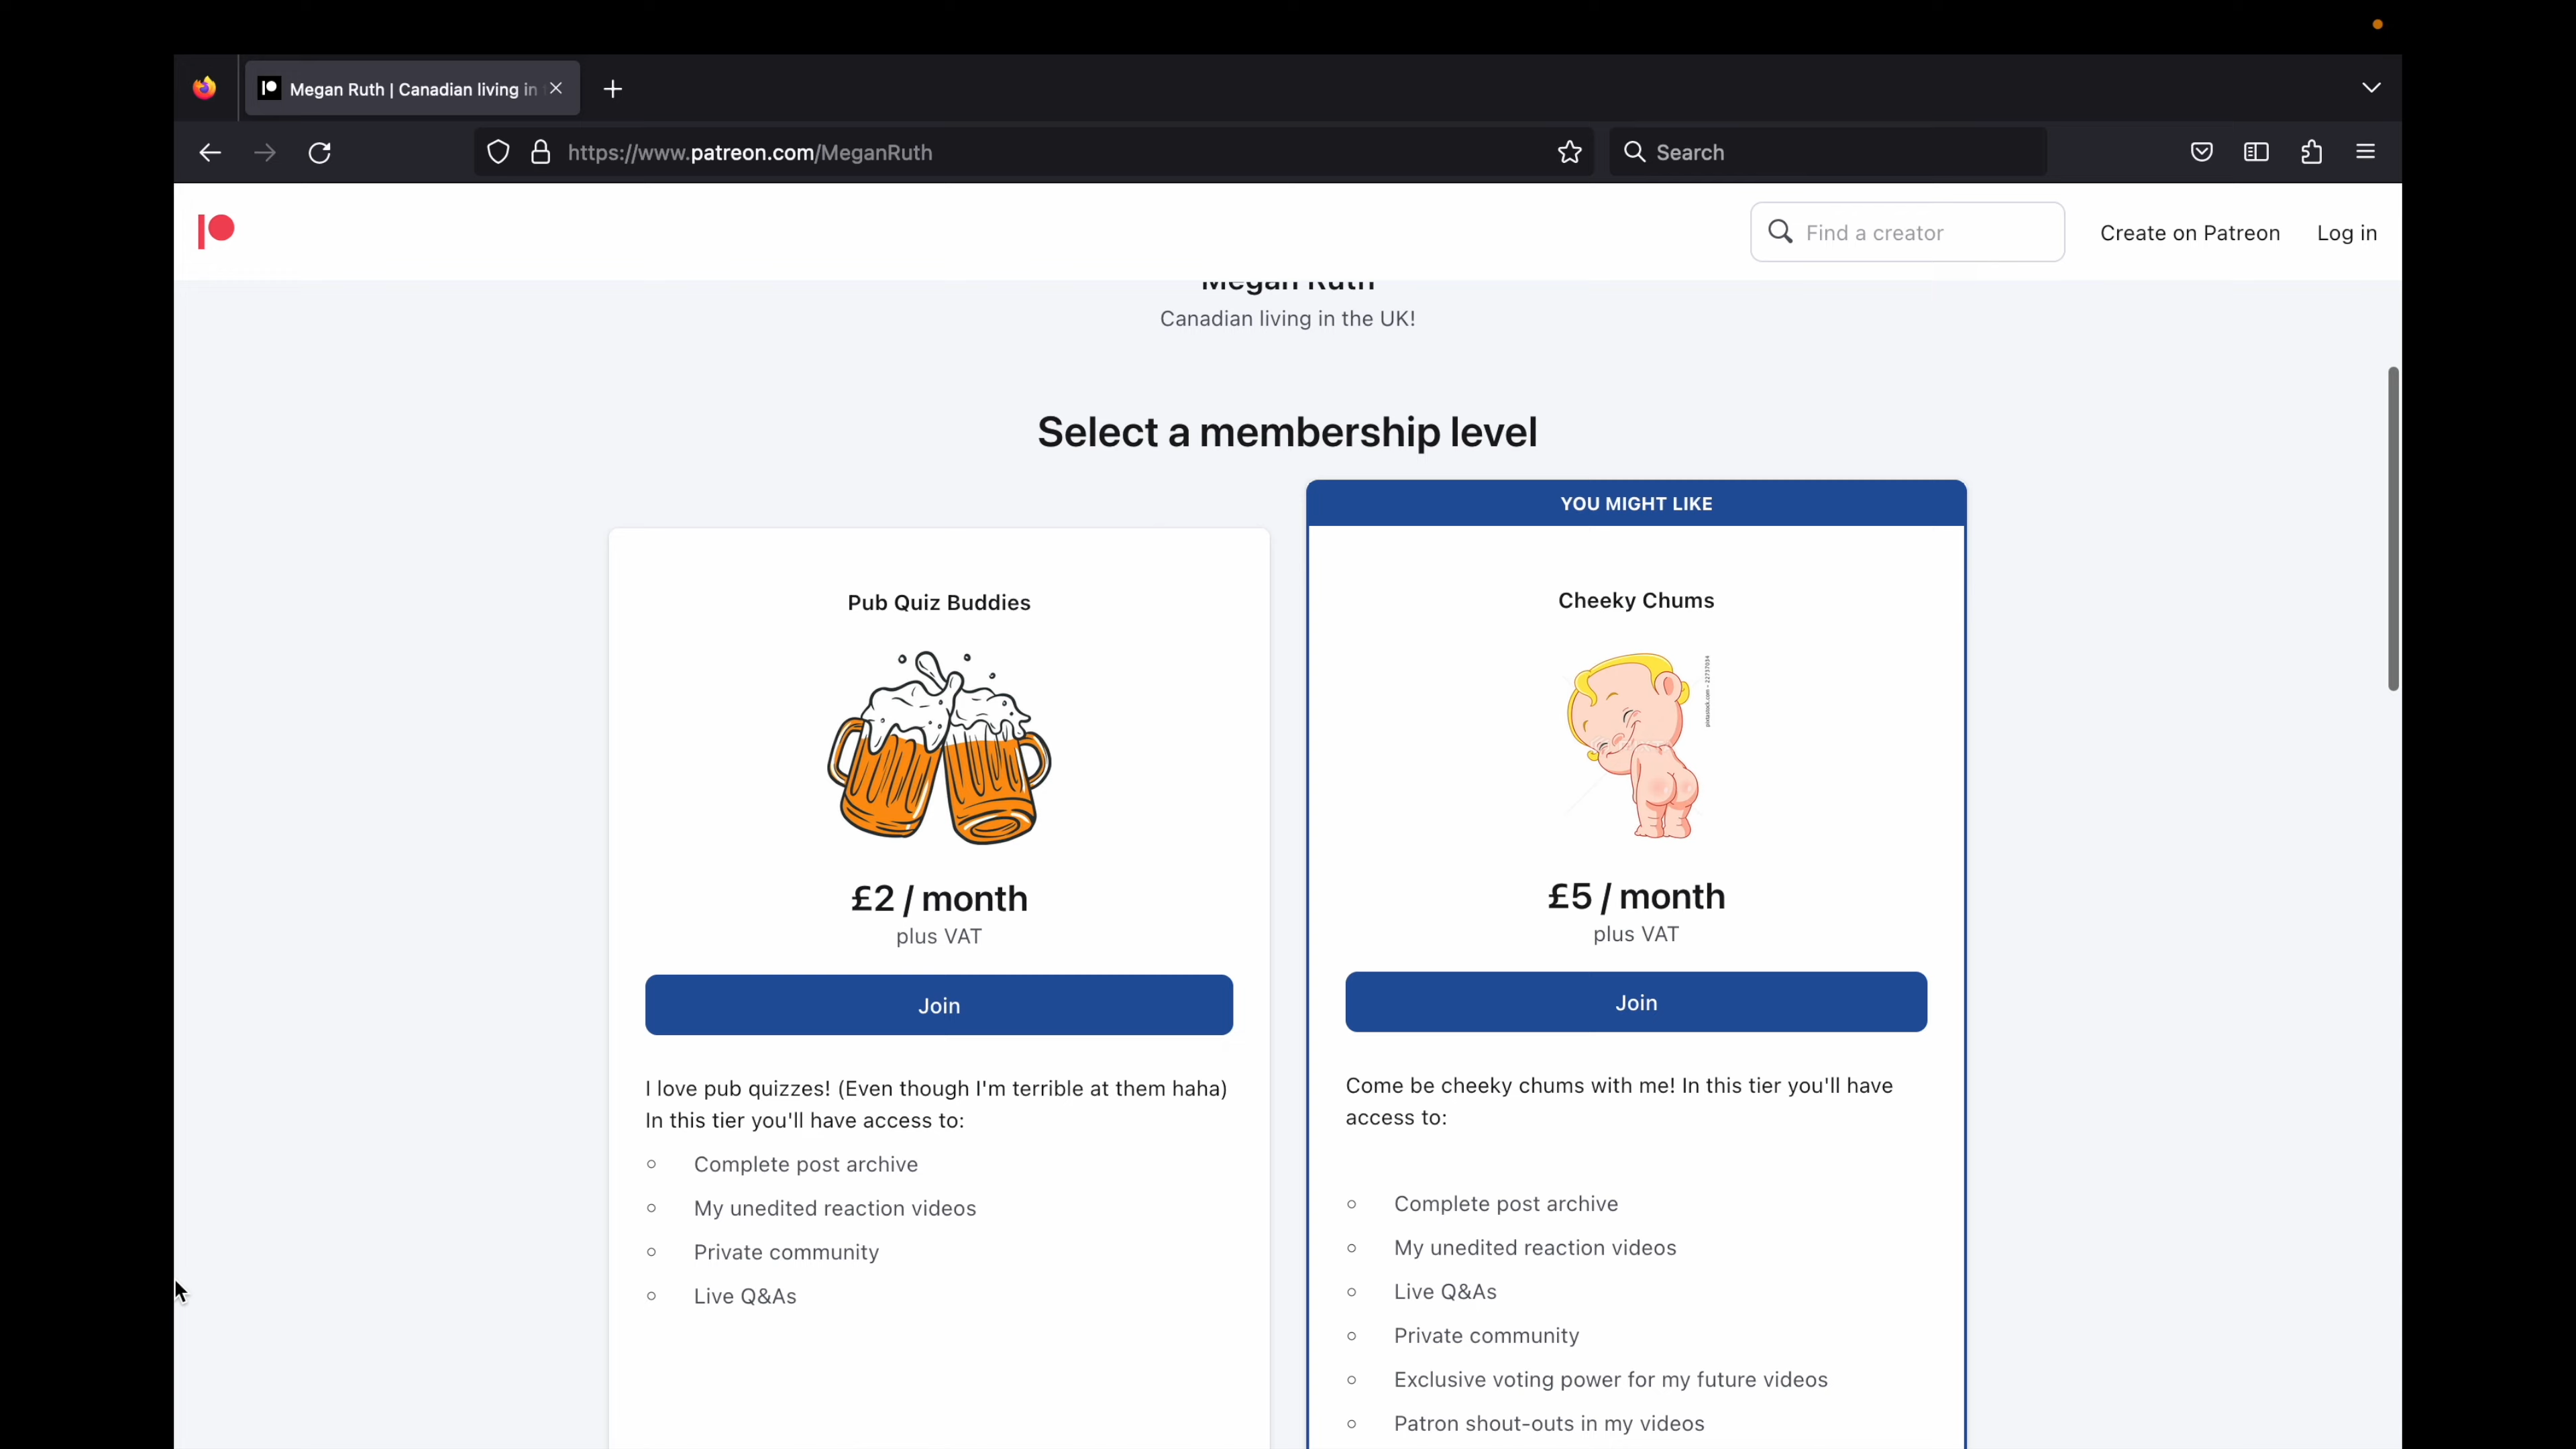 Megan Ruth | Canadian living in
https://www.patreon.com/MeganRuth
Search
Find a creator
Create on Patreon
Log in
Megan Ruth
Canadian living in the UK!
Select a membership level
YOU MIGHT LIKE
Pub Quiz Buddies
£2 / month
plus VAT
Join
I love pub quizzes! (Even though I'm terrible at them haha)
In this tier you'll have access to:
Complete post archive
My unedited reaction videos
Private community
Live Q&As
Cheeky Chums
£5 / month
plus VAT
Join
Come be cheeky chums with me! In this tier you'll have
access to:
Complete post archive
My unedited reaction videos
Live Q&As
Private community
Exclusive voting power for my future videos
Patron shout-outs in my videos